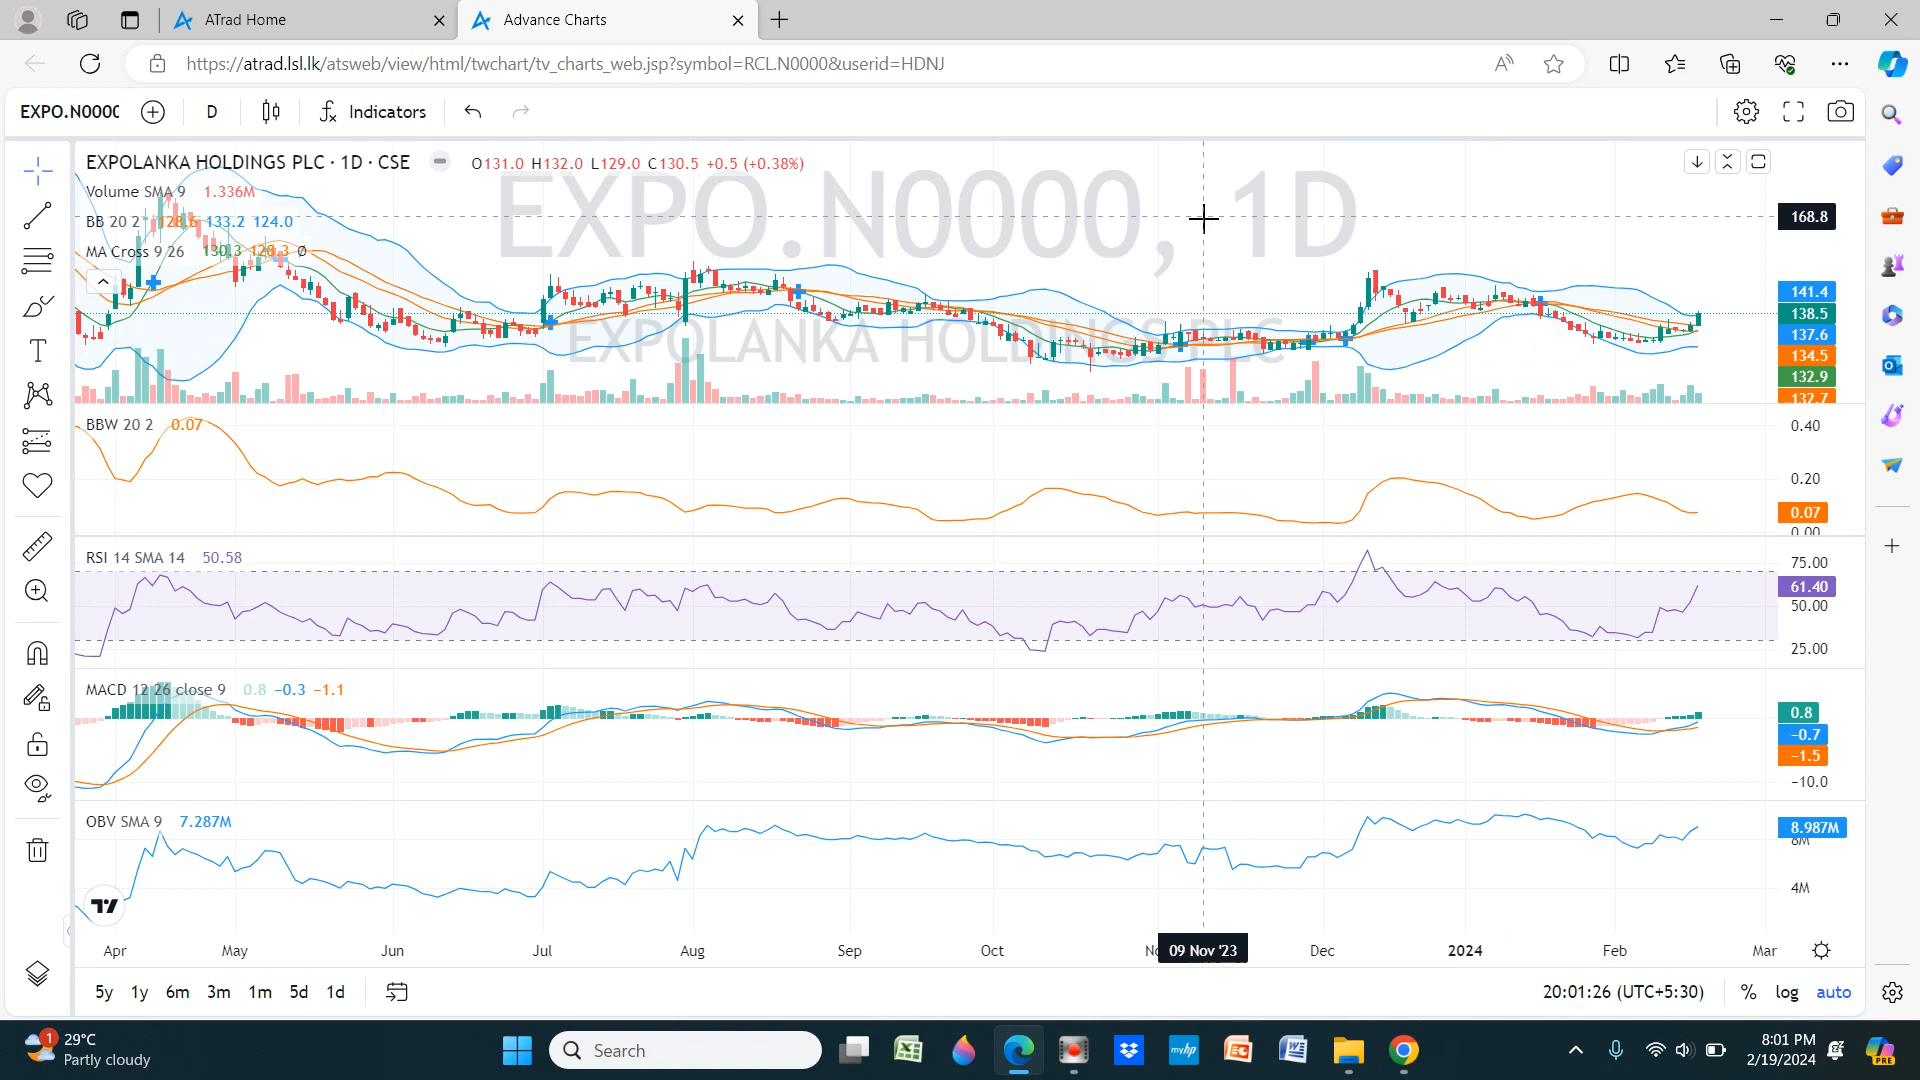 ATrad Home
Advance Charts
https://atrad.lsl.lk/atsweb/view/html/twchart/tv_charts_web.jsp?symbol=RCL.N0000&userid=HDNJ
EXPO.N0000
D
Indicators
EXPO.N0000, 1D
EXPOLANKA HOLDINGS PLC
EXPOLANKA HOLDINGS PLC · 1D · CSE
O131.0 H132.0 L129.0 C130.5 +0.5 (+0.38%)
Volume SMA 9 1.336M
BB 20 2 128.6 133.2 124.0
MA Cross 9 26 130.3 128.3 Ø
168.8
141.4
138.5
137.6
134.5
132.9
132.7
BBW 20 2 0.07
0.40
0.20
0.07
0.00
RSI 14 SMA 14 50.58
75.00
61.40
50.00
25.00
MACD 12 26 close 9 0.8 −0.3 −1.1
0.8
−0.7
−1.5
−10.0
OBV SMA 9 7.287M
8.987M
8M
4M
Apr May Jun Jul Aug Sep Oct 09 Nov '23 Dec 2024 Feb Mar
5y 1y 6m 3m 1m 5d 1d
20:01:26 (UTC+5:30)
% log auto
1
29°C
Partly cloudy
Search
myhp
8:01 PM
2/19/2024
PRE